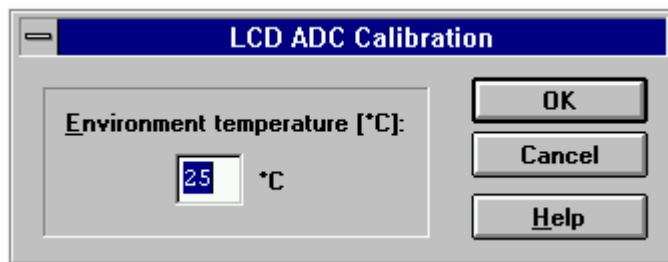 LCD ADC Calibration
Environment temperature [°C]:
25 °C
OK
Cancel
Help